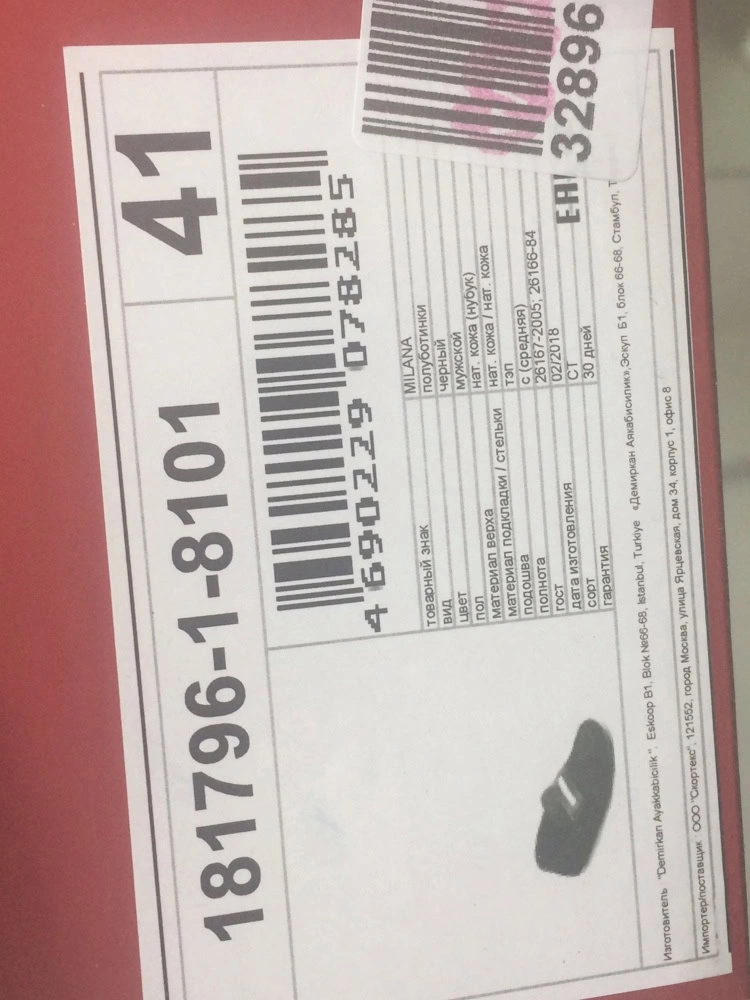 181796-1-8101
41
4 690229 078285
32896
товарный знак MILANA
вид полуботинки
цвет черный
пол мужской
материал верха нат. кожа (нубук)
материал подкладки / стельки нат. кожа / нат. кожа
подошва тэп
полнота с (средняя)
гост 26167-2005; 26166-84
дата изготовления 02/2018
сорт СТ
гарантия 30 дней
Изготовитель "Demirkan Ayakkabicilik", Eskoop B1, Blok №66-68, Istanbul, Turkiye «Демиркан Аякабисилик»,Эскуп Б1, блок 66-68, Стамбул,
Импортер/поставщик ООО "Скортекс", 121552, город Москва, улица Ярцевская, дом 34, корпус 1, офис 8